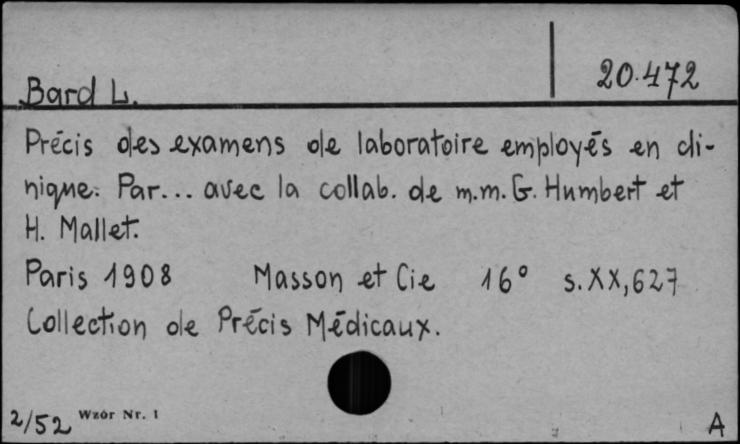 20.472
Bard L.
Précis des examens de laboratoire employés en cli-
nique. Par... avec la collab. de m.m. G. Humbert et
H. Mallet.
Paris 1908 Masson et Cie 16° s. XX, 627
Collection de Précis Médicaux.
2/52 Wzór Nr. 1 A